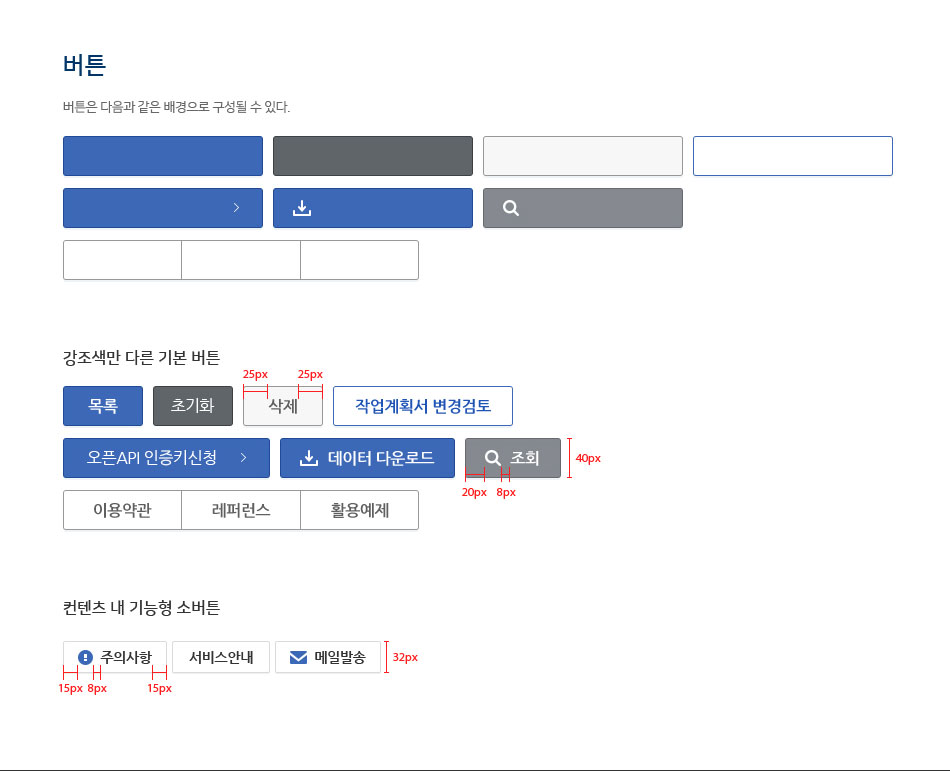 버튼
버튼은 다음과 같은 배경으로 구성될 수 있다.
강조색만 다른 기본 버튼
25px 25px
목록 초기화 삭제 작업계획서 변경검토
오픈API 인증키신청 데이터 다운로드 조회 40px
20px 8px
이용약관 레퍼런스 활용예제
컨텐츠 내 기능형 소버튼
주의사항 서비스안내 메일발송 32px
15px 8px 15px